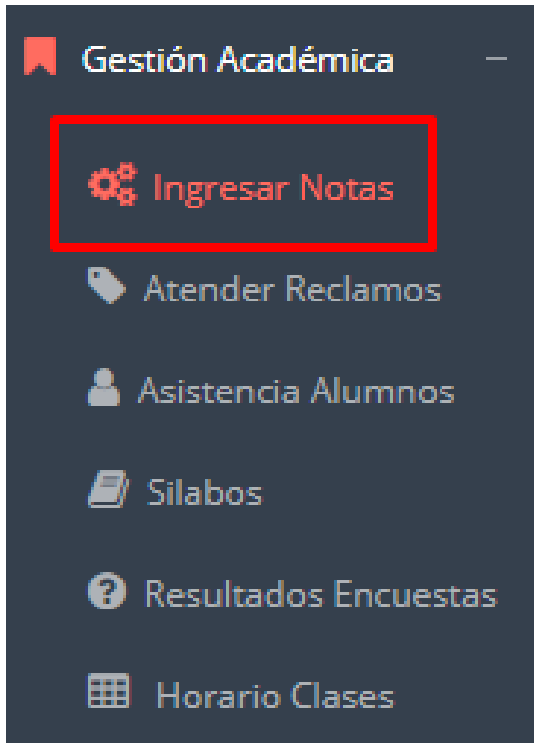 Gestión Académica
Ingresar Notas
Atender Reclamos
Asistencia Alumnos
Silabos
Resultados Encuestas
Horario Clases